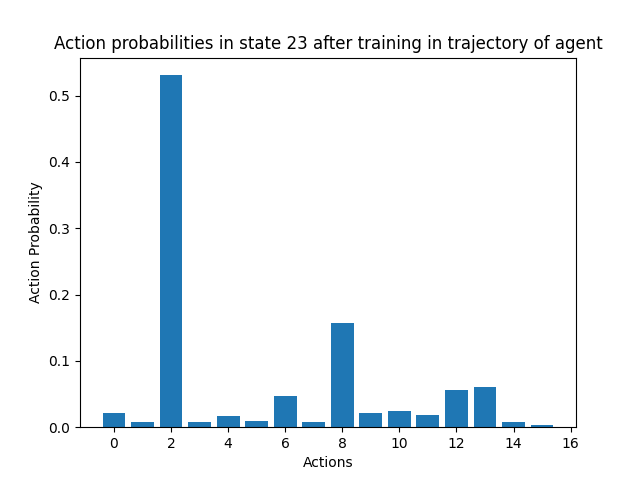 Action probabilities in state 23 after training in trajectory of agent
0.5
0.4
0.3
0.2
0.1
0.0
Action Probability
0 2 4 6 8 10 12 14 16
Actions